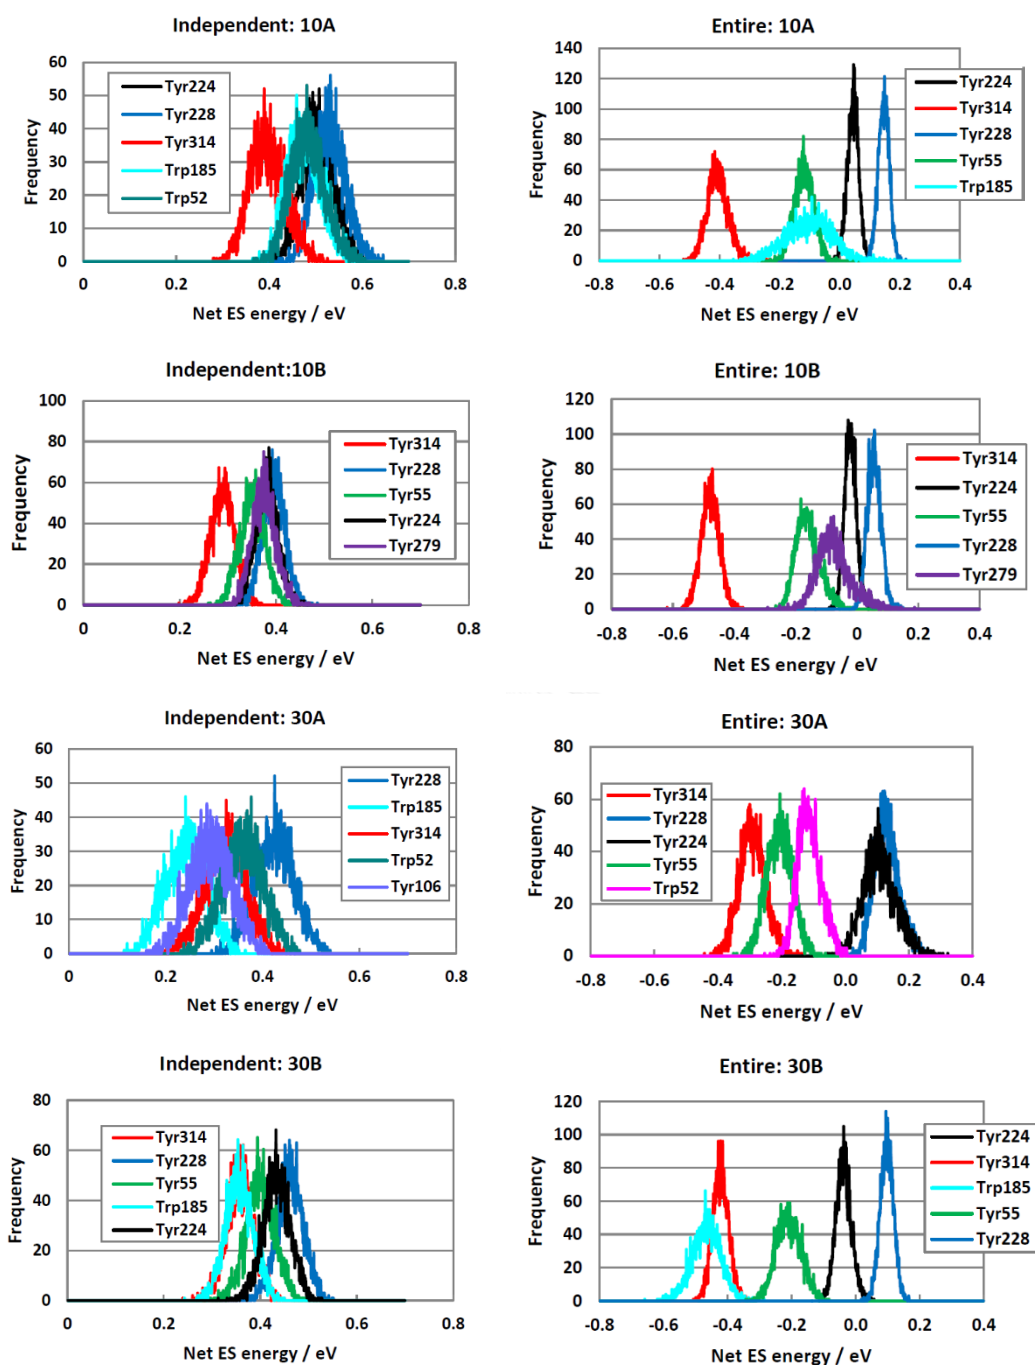 Independent: 10A
60
50
40
30
20
10
0
Frequency
Tyr224
Tyr228
Tyr314
Trp185
Trp52
0
0.2
0.4
0.6
0.8
Net ES energy / eV
Entire: 10A
140
120
100
80
60
40
20
0
Frequency
Tyr224
Tyr314
Tyr228
Tyr55
Trp185
-0.8
-0.6
-0.4
-0.2
0.0
0.2
0.4
Net ES energy / eV
Independent:10B
100
80
60
40
20
0
Frequency
Tyr314
Tyr228
Tyr55
Tyr224
Tyr279
0
0.2
0.4
0.6
0.8
Net ES energy / eV
Entire: 10B
120
100
80
60
40
20
0
Frequency
Tyr314
Tyr224
Tyr55
Tyr228
Tyr279
-0.8
-0.6
-0.4
-0.2
0
0.2
0.4
Net ES energy / eV
Independent: 30A
60
50
40
30
20
10
0
Frequency
Tyr228
Trp185
Tyr314
Trp52
Tyr106
0
0.2
0.4
0.6
0.8
Net ES energy / eV
Entire: 30A
80
60
40
20
0
Frequency
Tyr314
Tyr228
Tyr224
Tyr55
Trp52
-0.8
-0.6
-0.4
-0.2
0.0
0.2
0.4
Net ES energy / eV
Independent: 30B
80
60
40
20
0
Frequency
Tyr314
Tyr228
Tyr55
Trp185
Tyr224
0
0.2
0.4
0.6
0.8
Net ES energy / eV
Entire: 30B
120
100
80
60
40
20
0
Frequency
Tyr224
Tyr314
Trp185
Tyr55
Tyr228
-0.8
-0.6
-0.4
-0.2
0.0
0.2
0.4
Net ES energy / eV